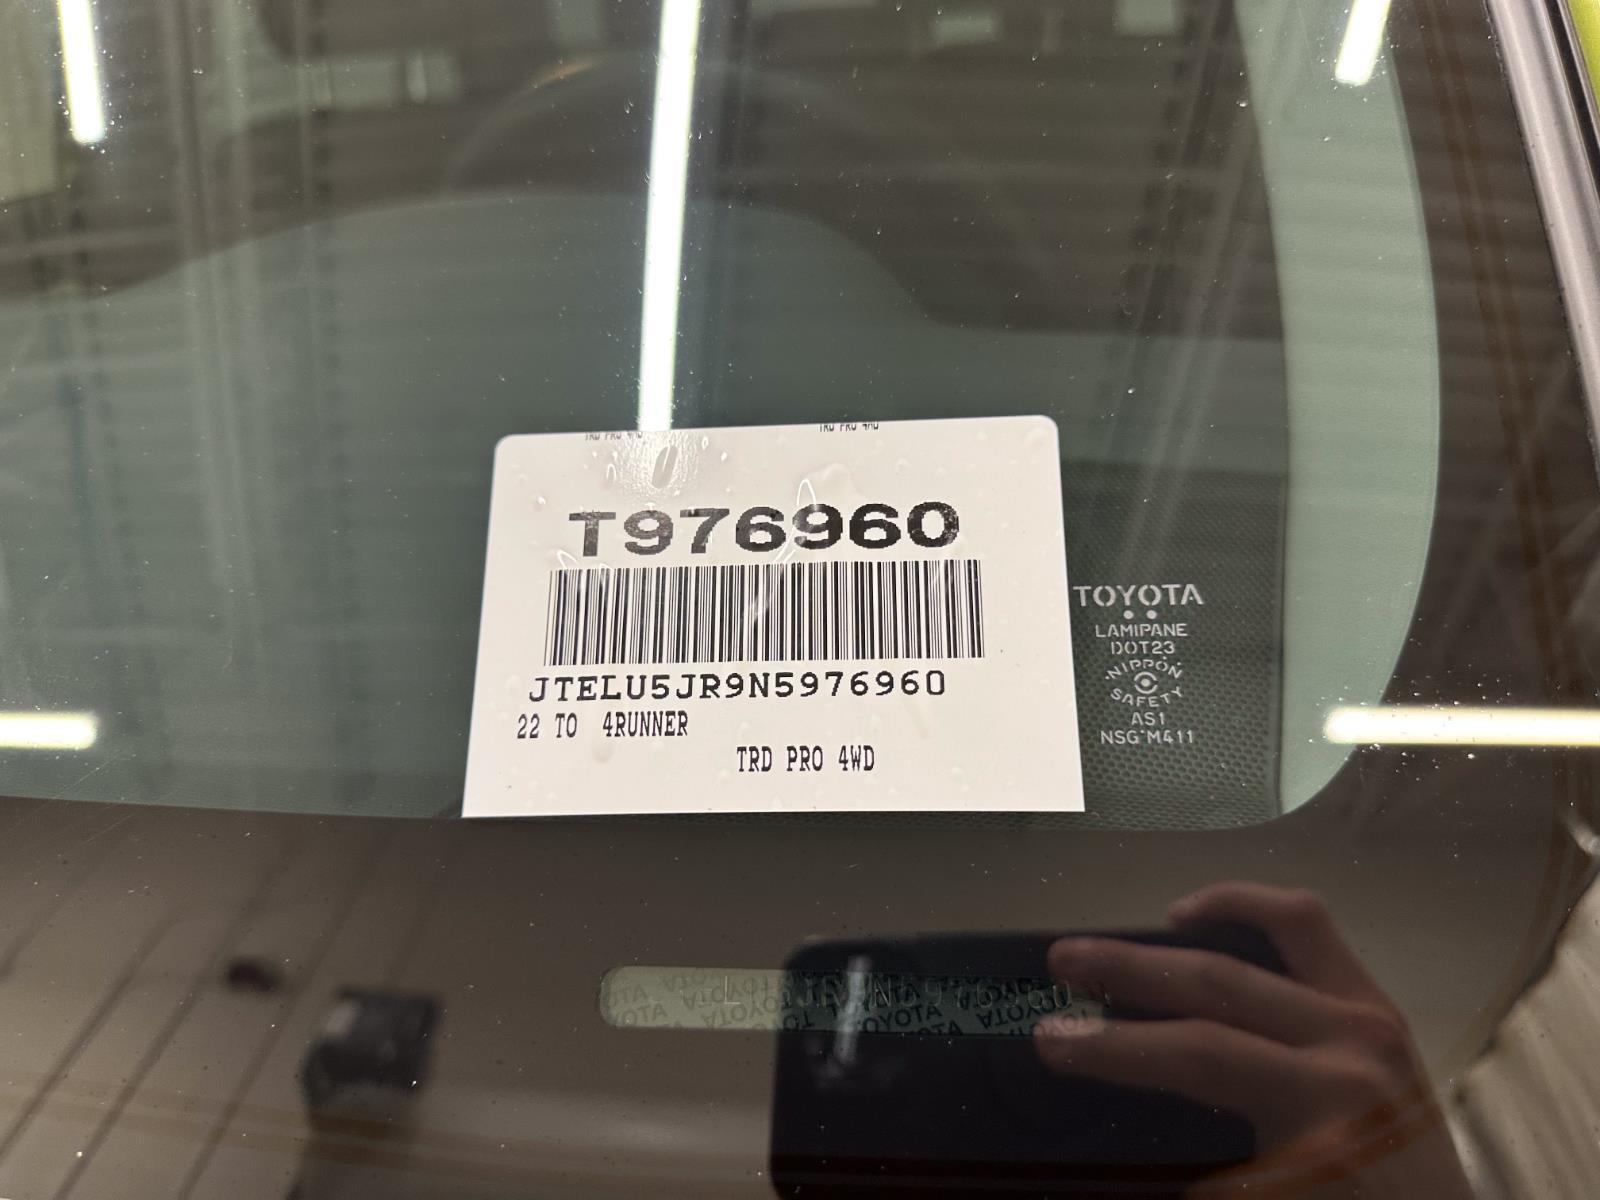 TRD PRO 4WD TRD PRO 4WD
T976960
JTELU5JR9N5976960
22 TO 4RUNNER
TRD PRO 4WD
TOYOTA
LAMIPANE
DOT23
NIPPON
SAFETY
AS1
NSG M411
TOYOTA